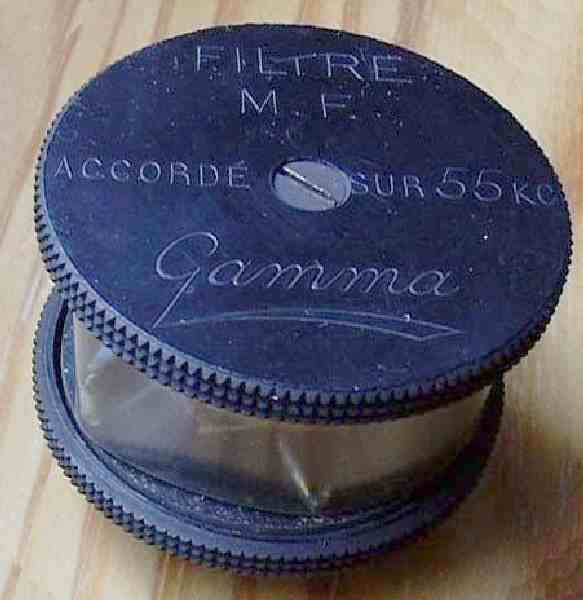 FILTRE
M.F.
ACCORDÉ SUR 55 KC
Gamma